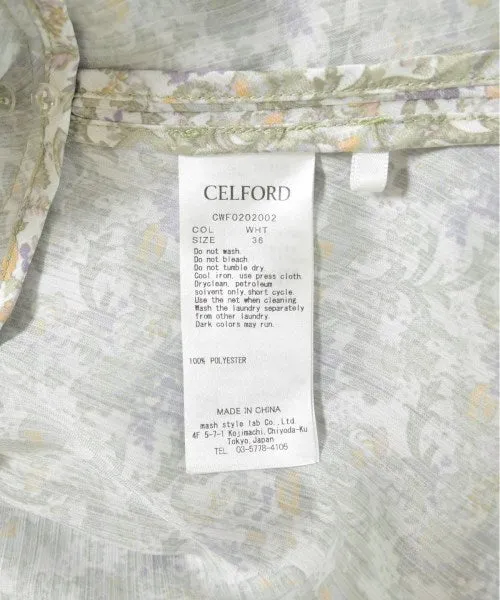 CELFORD
CWFO202002
COL WHT
SIZE 36
Do not wash.
Do not bleach.
Do not tumble dry.
Cool iron, use press cloth.
Dryclean, petroleum
solvent only,short cycle.
Use the net when cleaning
Wash the laundry separately
from other laundry.
Dark colors may run.
100% POLYESTER
MADE IN CHINA
mash style lab Co.,Ltd.
4F 5-7-1 Kojimachi,Chiyoda-Ku
Tokyo,Japan
TEL 03-5778-4105